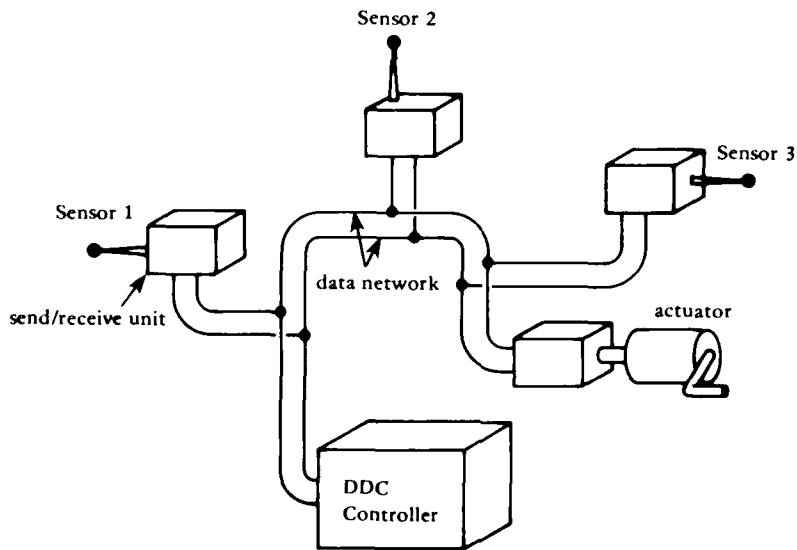 Sensor 2
Sensor 3
Sensor 1
data network
send/receive unit
actuator
DDC
Controller